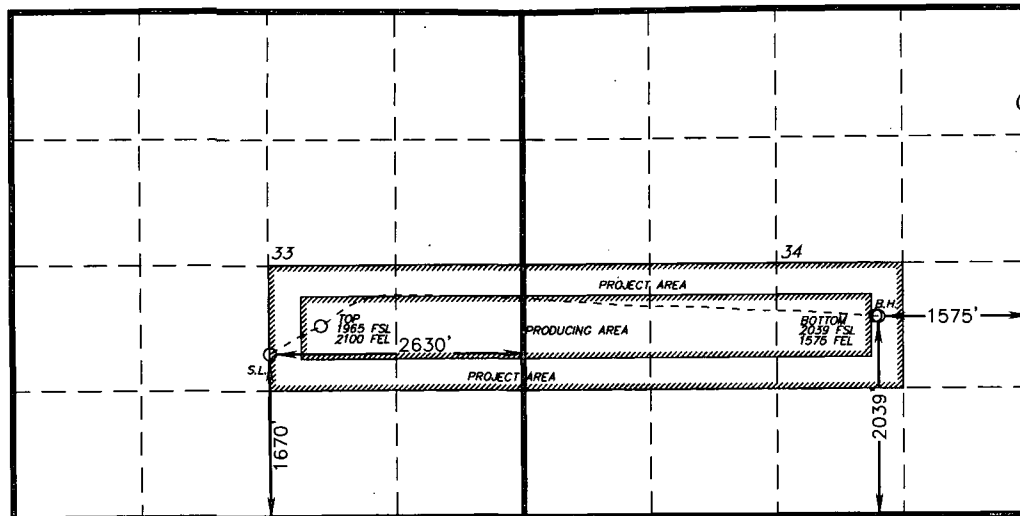 33
34
PROJECT AREA
B.H.
TOP
1965 FSL
2100 FEL
PRODUCING AREA
BOTTOM
2039 FSL
1575 FEL
1575'
2630'
S.L.
PROJECT AREA
1670'
2039'